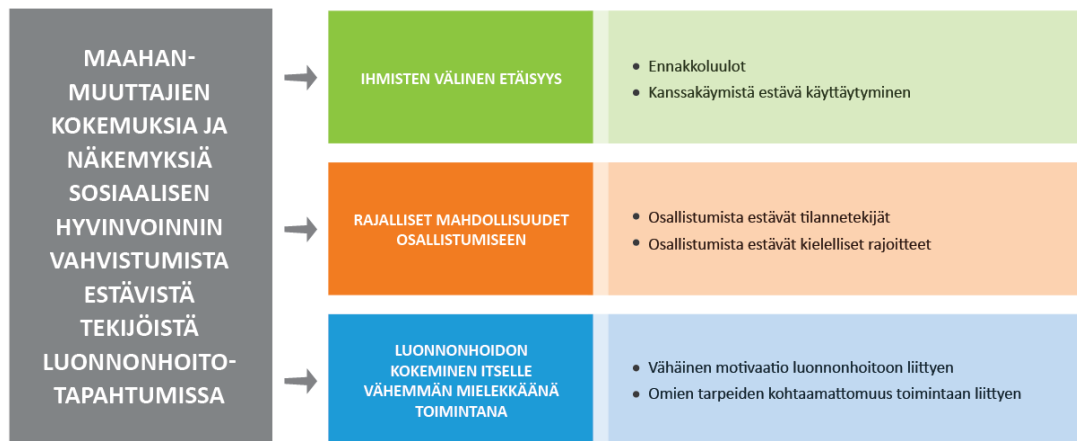 MAAHAN-
MUUTTAJIEN
KOKEMUKSIA JA
NÄKEMYKSIÄ
SOSIAALISEN
HYVINVOINNIN
VAHVISTUMISTA
ESTÄVISTÄ
TEKIJÖISTÄ
LUONNONHOITO-
TAPAHTUMISSA
IHMISTEN VÄLINEN ETÄISYYS
• Ennakkoluulot
• Kanssakäymistä estävä käyttäytyminen
RAJALLISET MAHDOLLISUUDET
OSALLISTUMISEEN
• Osallistumista estävät tilannetekijät
• Osallistumista estävät kielelliset rajoitteet
LUONNONHOIDON
KOKEMINEN ITSELLE
VÄHEMMÄN MIELEKKÄÄNÄ
TOIMINTANA
• Vähäinen motivaatio luonnonhoitoon liittyen
• Omien tarpeiden kohtaamattomuus toimintaan liittyen